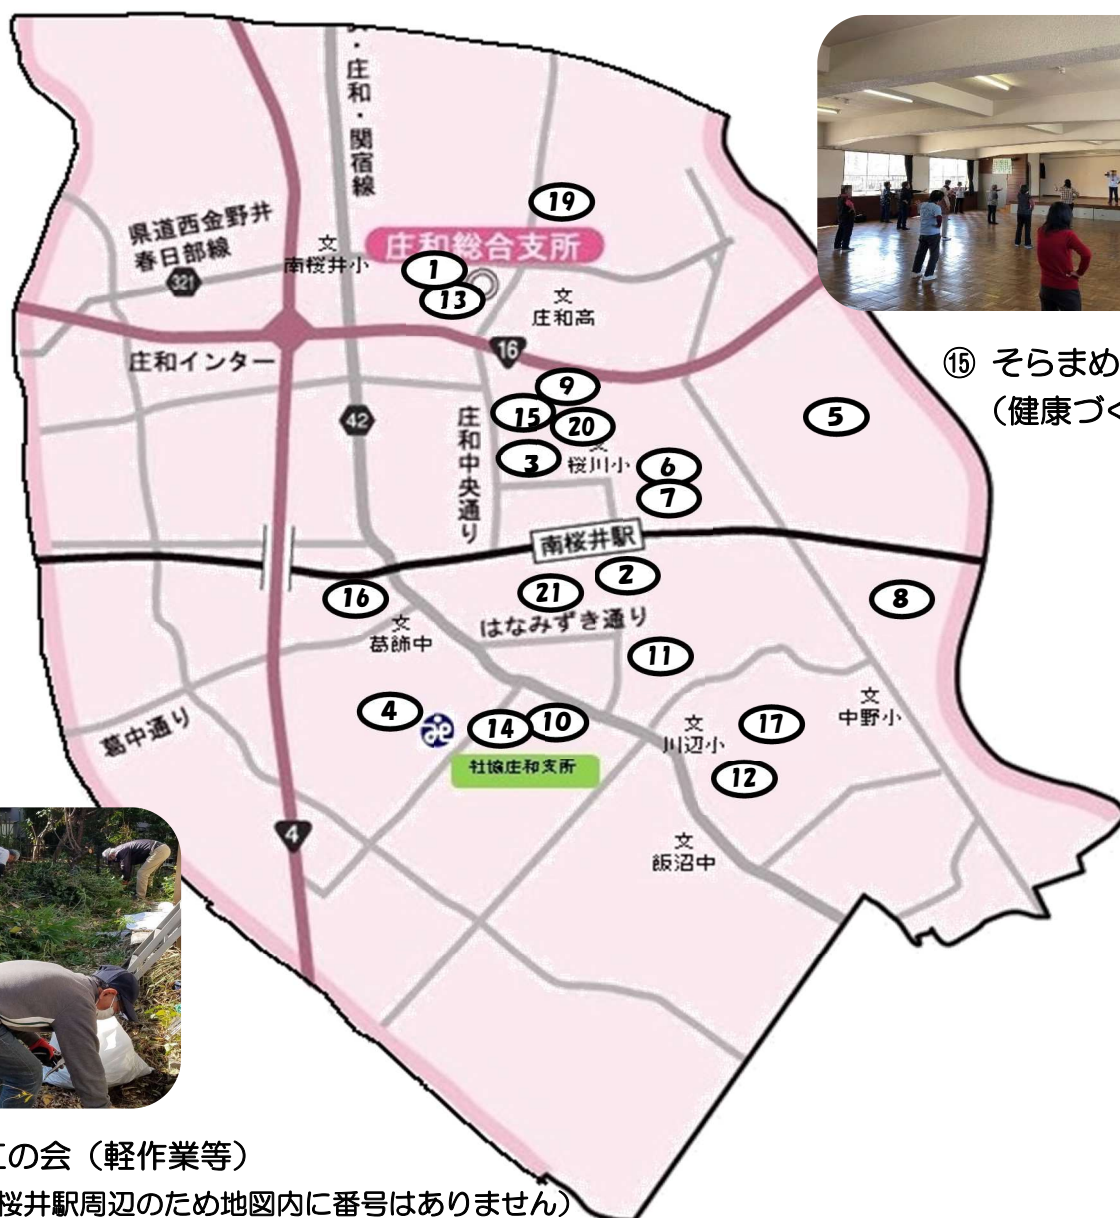 ・庄和・関宿線
19
県道西金野井
春日部線
321
文
南桜井小
庄和総合支所
1
13
文
庄和高
16
庄和インター
⑮ そらまめ
（健康づく
9
5
15
20
42
庄和中央通り
3
文
桜川小
6
7
南桜井駅
2
21
16
8
はなみずき通り
文
葛飾中
11
4
14
10
文
川辺小
17
文
中野小
葛中通り
社協庄和支所
12
4
文
飯沼中
の会（軽作業等）
桜井駅周辺のため地図内に番号はありません）